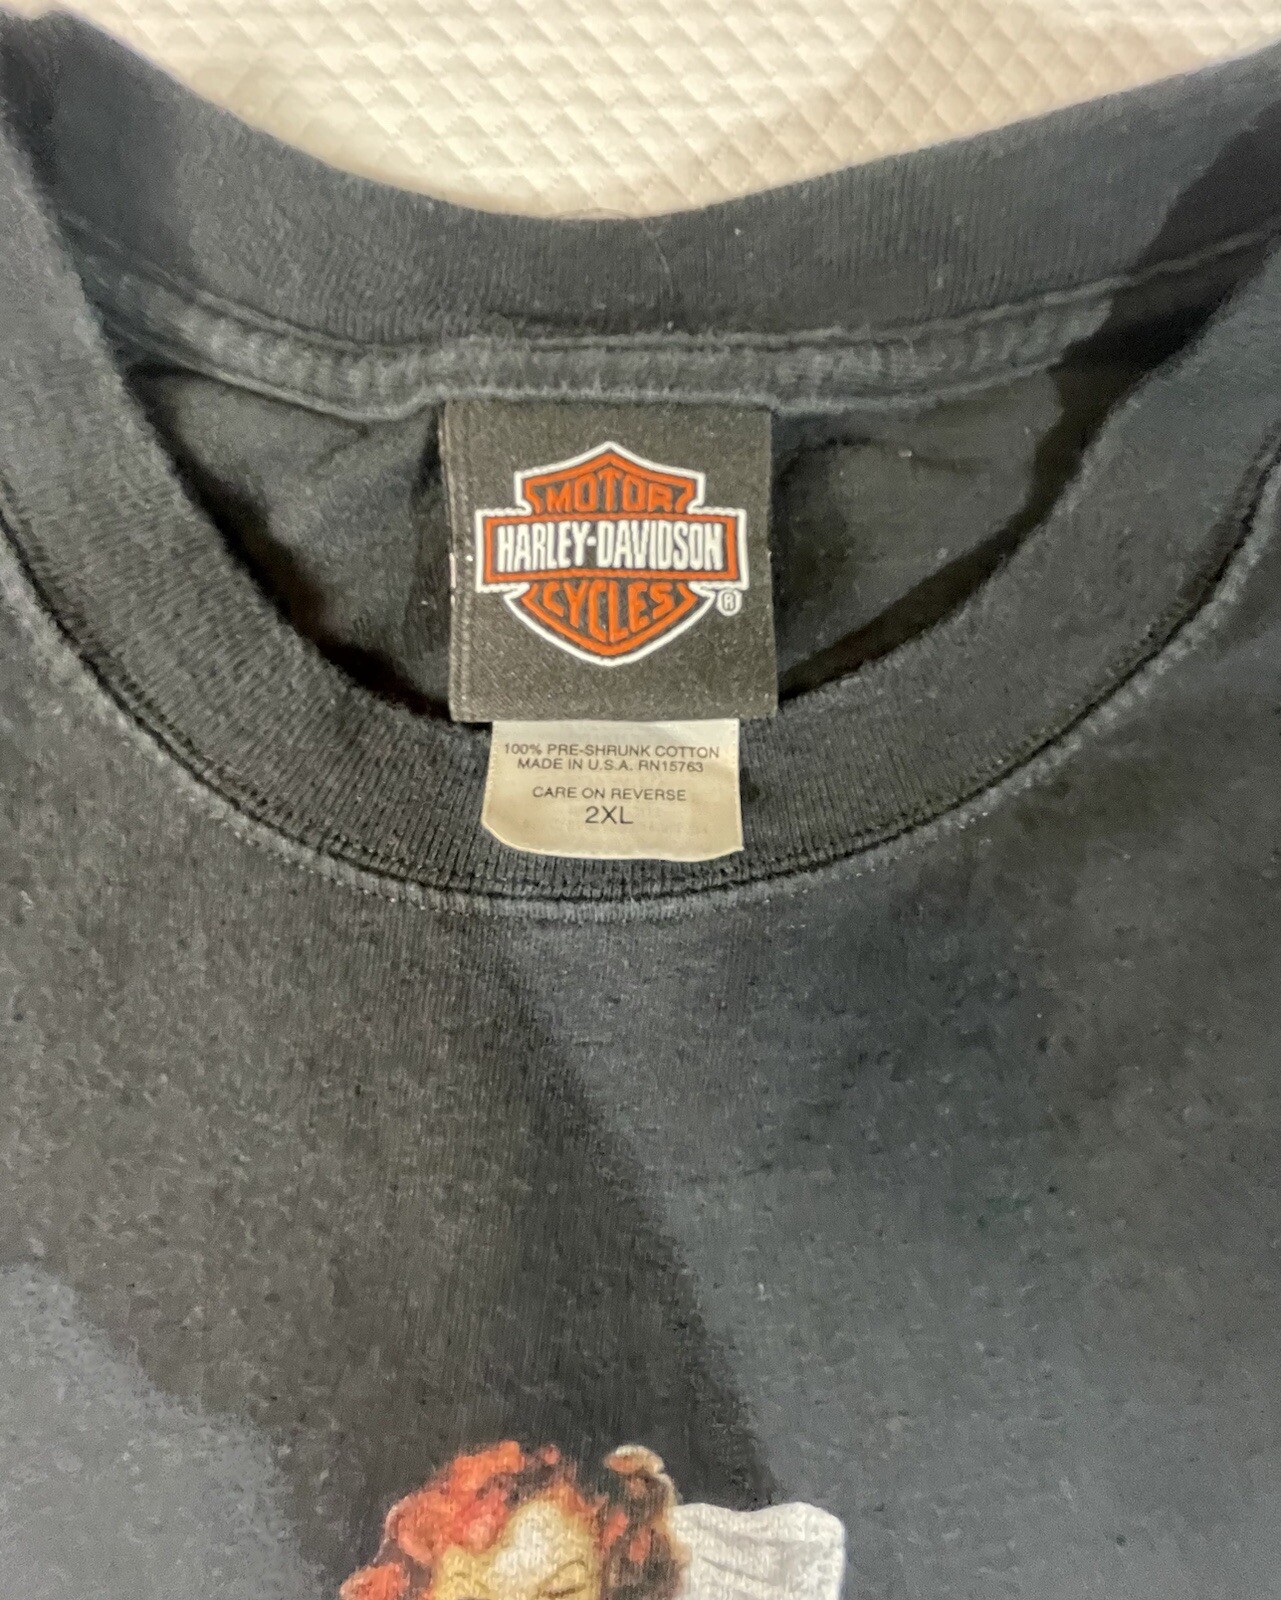 MOTOR
HARLEY-DAVIDSON
CYCLES
®
100% PRE-SHRUNK COTTON
MADE IN U.S.A. RN15763
CARE ON REVERSE
2XL